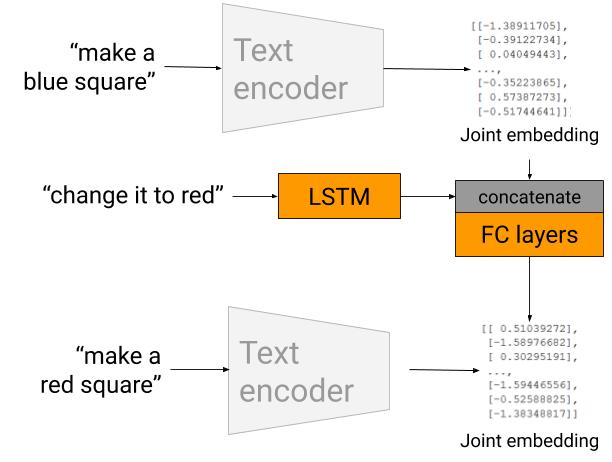 “make a
blue square”
Text
encoder
[[-1.38911705],
[-0.39122734],
[ 0.04049443],
...,
[-0.35223865],
[ 0.57387273],
[-0.51744641]]
Joint embedding
“change it to red”
LSTM
concatenate
FC layers
“make a
red square”
Text
encoder
[[ 0.51039272],
[-1.58976682],
[ 0.30295191],
...,
[-1.59446556],
[-0.52588825],
[-1.38348817]]
Joint embedding